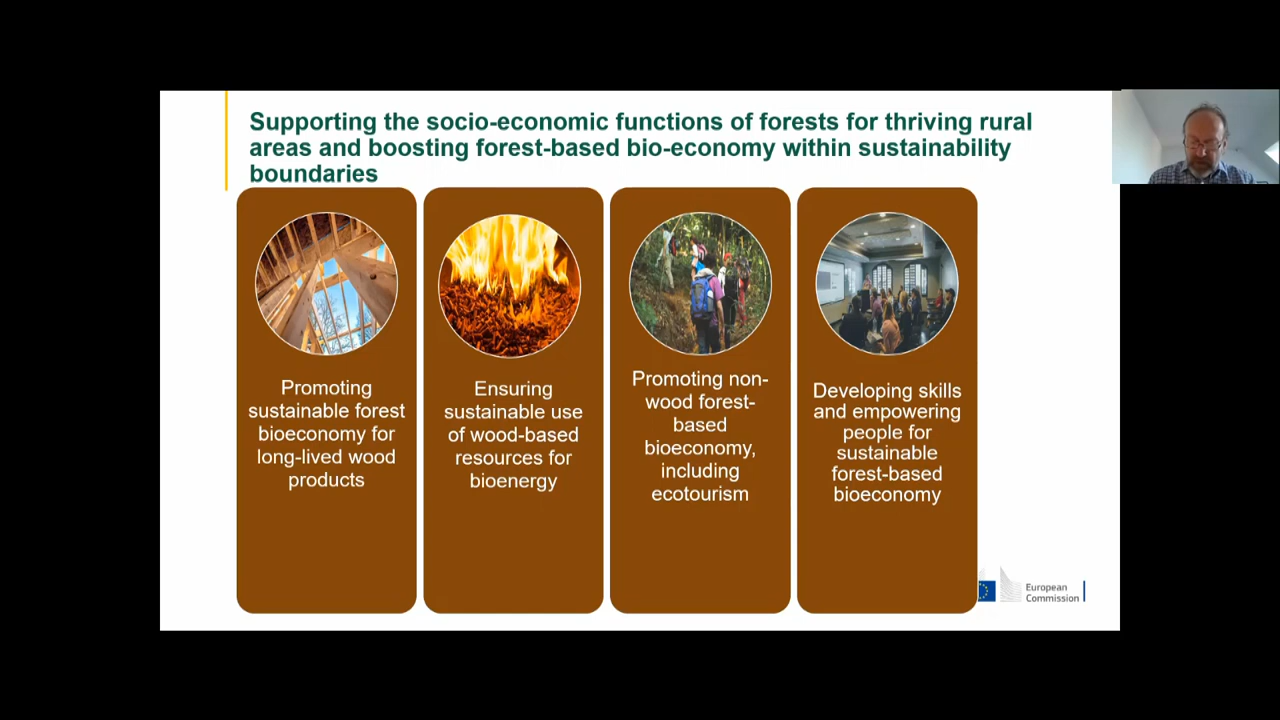 Supporting the socio-economic functions of forests for thriving rural
areas and boosting forest-based bio-economy within sustainability
boundaries
Promoting
sustainable forest
bioeconomy for
long-lived wood
products
Ensuring
sustainable use
of wood-based
resources for
bioenergy
Promoting non-
wood forest-
based
bioeconomy,
including
ecotourism
Developing skills
and empowering
people for
sustainable
forest-based
bioeconomy
European
Commission